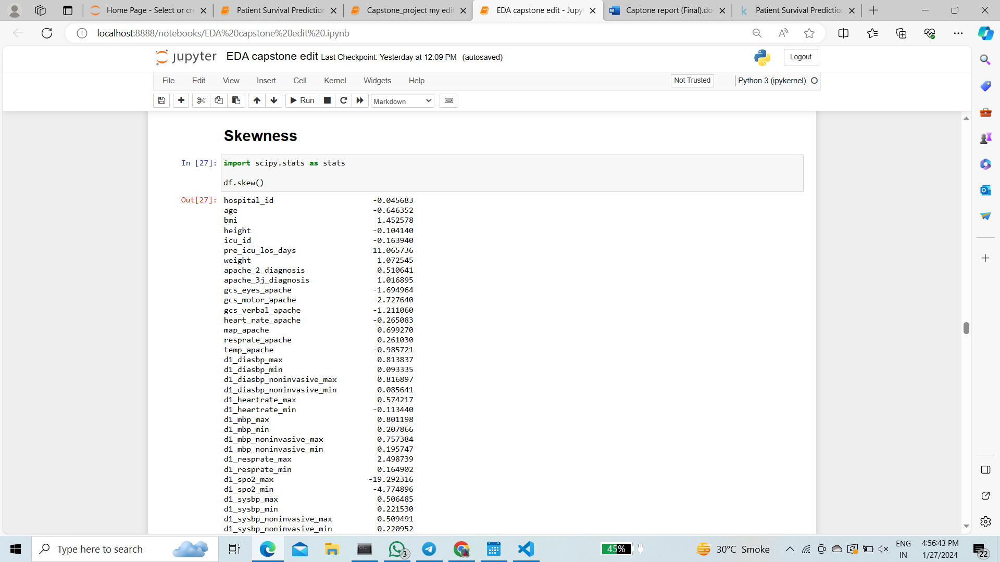 Home Page - Select or cre
Patient Survival Prediction
Capstone_project my edit
EDA capstone edit - Jupyt
Captone report (Final).do
Patient Survival Prediction
localhost:8888/notebooks/EDA%20capstone%20edit%20.ipynb
jupyter EDA capstone edit Last Checkpoint: Yesterday at 12:09 PM (autosaved)
Logout
File Edit View Insert Cell Kernel Widgets Help
Not Trusted
Python 3 (ipykernel)
Run
Markdown
Skewness
In [27]: import scipy.stats as stats
df.skew()
Out[27]: hospital_id -0.045683
age -0.646352
bmi 1.452578
height -0.104140
icu_id -0.163940
pre_icu_los_days 11.065736
weight 1.072545
apache_2_diagnosis 0.510641
apache_3j_diagnosis 1.016895
gcs_eyes_apache -1.694964
gcs_motor_apache -2.727640
gcs_verbal_apache -1.211060
heart_rate_apache -0.265083
map_apache 0.699270
resprate_apache 0.261030
temp_apache -0.985721
d1_diasbp_max 0.813837
d1_diasbp_min 0.093335
d1_diasbp_noninvasive_max 0.816897
d1_diasbp_noninvasive_min 0.085641
d1_heartrate_max 0.574217
d1_heartrate_min -0.113440
d1_mbp_max 0.801198
d1_mbp_min 0.207866
d1_mbp_noninvasive_max 0.757384
d1_mbp_noninvasive_min 0.195747
d1_resprate_max 2.498739
d1_resprate_min 0.164902
d1_spo2_max -19.292316
d1_spo2_min -4.774896
d1_sysbp_max 0.506485
d1_sysbp_min 0.221530
d1_sysbp_noninvasive_max 0.509491
d1_sysbp_noninvasive_min 0.220952
Type here to search
3
45%
30°C Smoke
ENG
IN
4:56:43 PM
1/27/2024
22